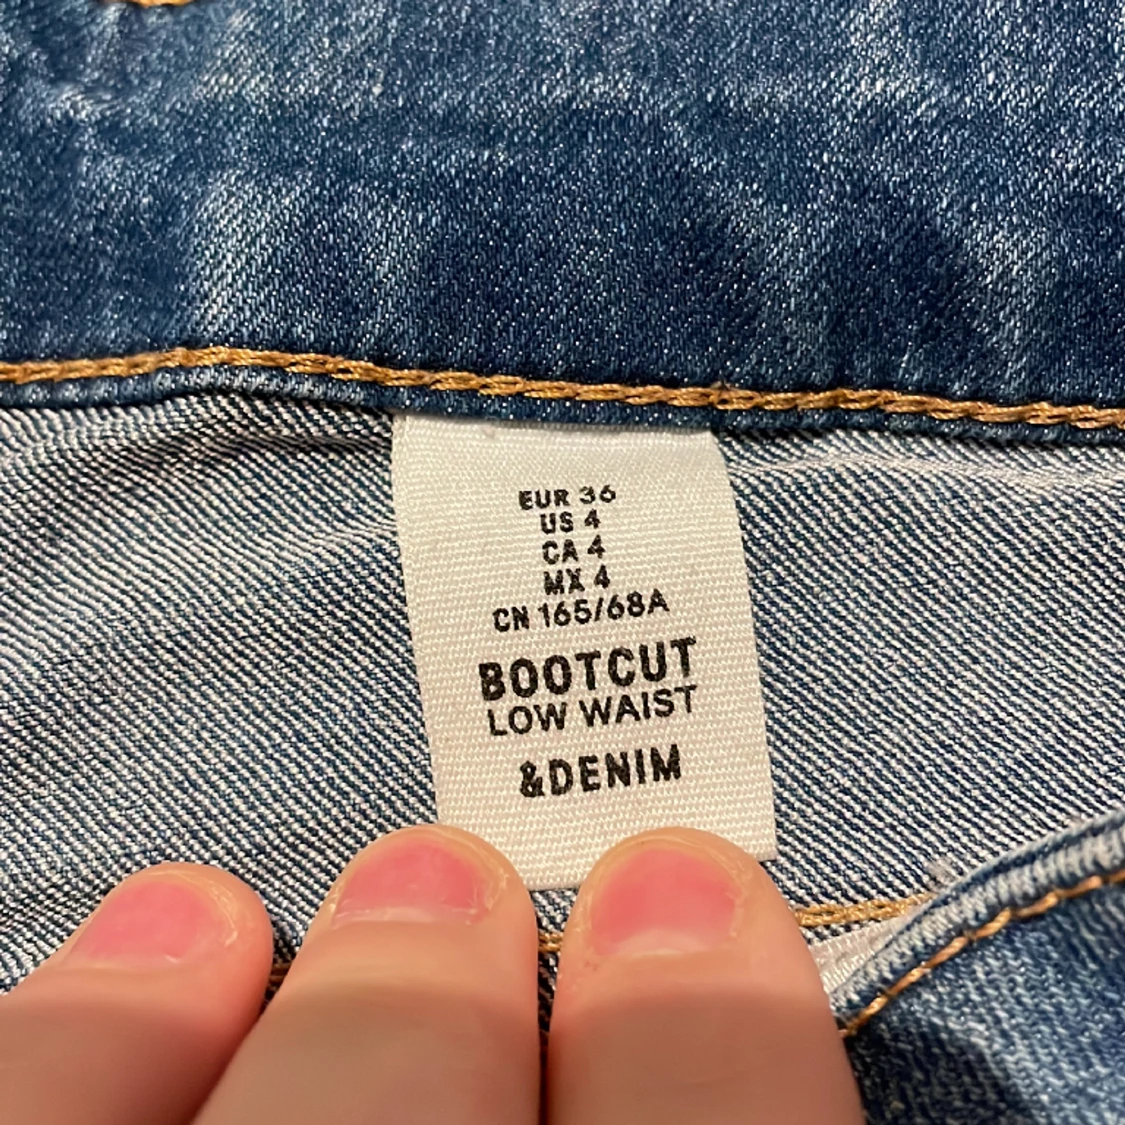 EUR 36
US 4
CA 4
MX 4
CN 165/68A
BOOTCUT
LOW WAIST
&DENIM